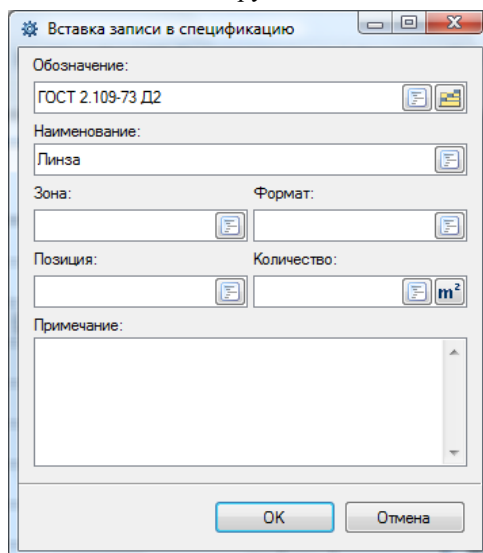 Вставка записи в спецификацию
Обозначение:
ГОСТ 2.109-73 Д2
Наименование:
Линза
Зона: Формат:
Позиция: Количество:
m²
Примечание:
OK Отмена